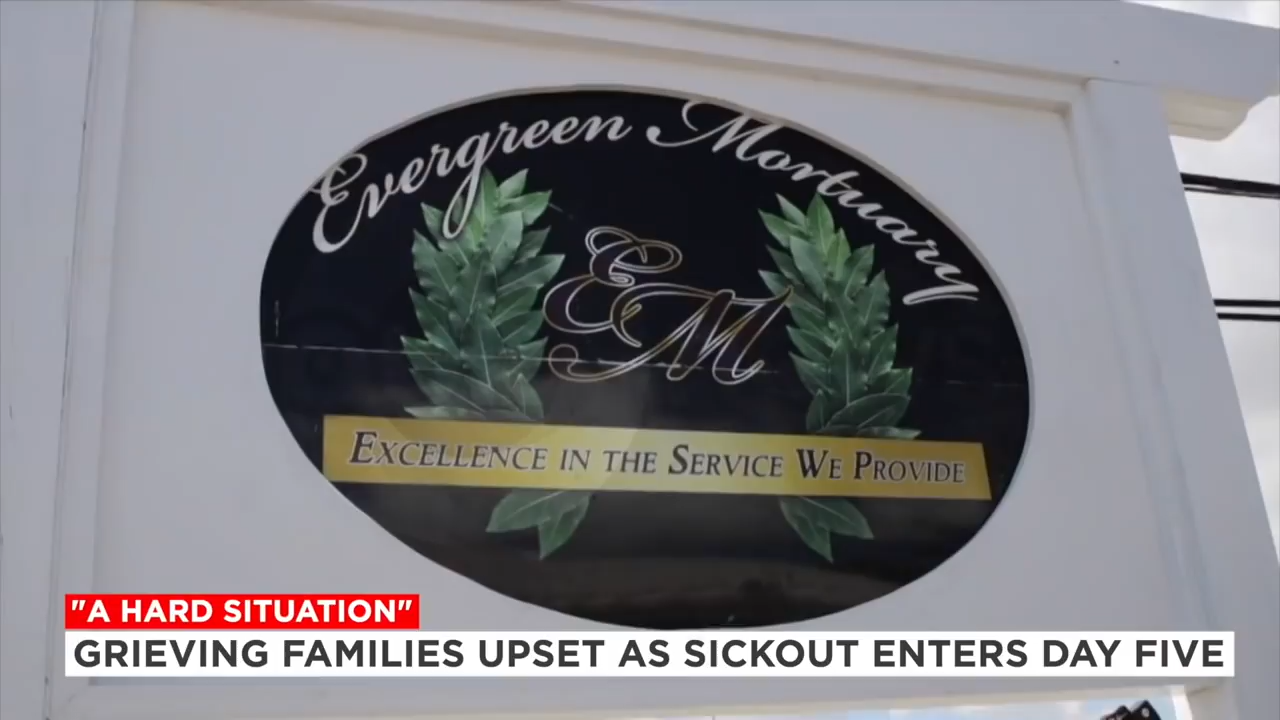 Evergreen Mortuary
EM
EXCELLENCE IN THE SERVICE WE PROVIDE
"A HARD SITUATION"
GRIEVING FAMILIES UPSET AS SICKOUT ENTERS DAY FIVE